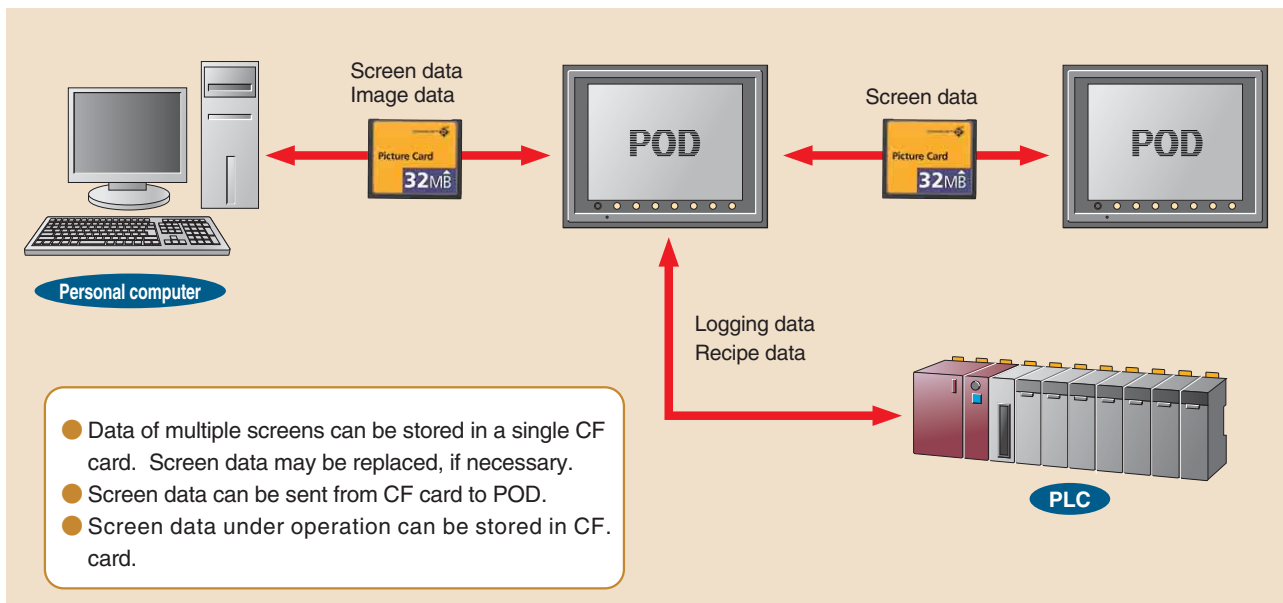 Screen data
Image data
Picture Card
32MB
POD
Screen data
Picture Card
32MB
POD
Personal computer
Logging data
Recipe data
PLC
● Data of multiple screens can be stored in a single CF
card. Screen data may be replaced, if necessary.
● Screen data can be sent from CF card to POD.
● Screen data under operation can be stored in CF.
card.